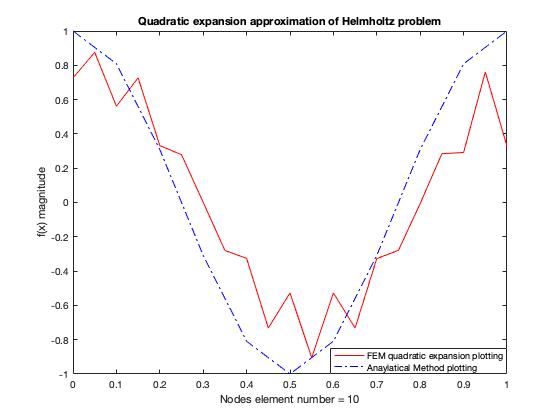 Quadratic expansion approximation of Helmholtz problem
1
0.8
0.6
0.4
0.2
0
-0.2
-0.4
-0.6
-0.8
-1
f(x) magnitude
FEM quadratic expansion plotting
Anaylatical Method plotting
0 0.1 0.2 0.3 0.4 0.5 0.6 0.7 0.8 0.9 1
Nodes element number = 10